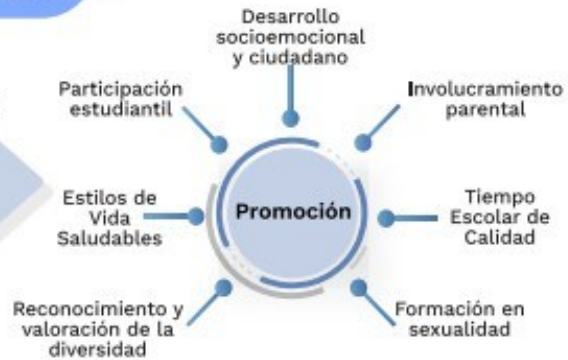 Desarrollo
socioemocional
y ciudadano
Participación
estudiantil
Involucramiento
parental
Estilos de
Vida
Saludables
Promoción
Tiempo
Escolar de
Calidad
Reconocimiento y
valoración de la
diversidad
Formación en
sexualidad